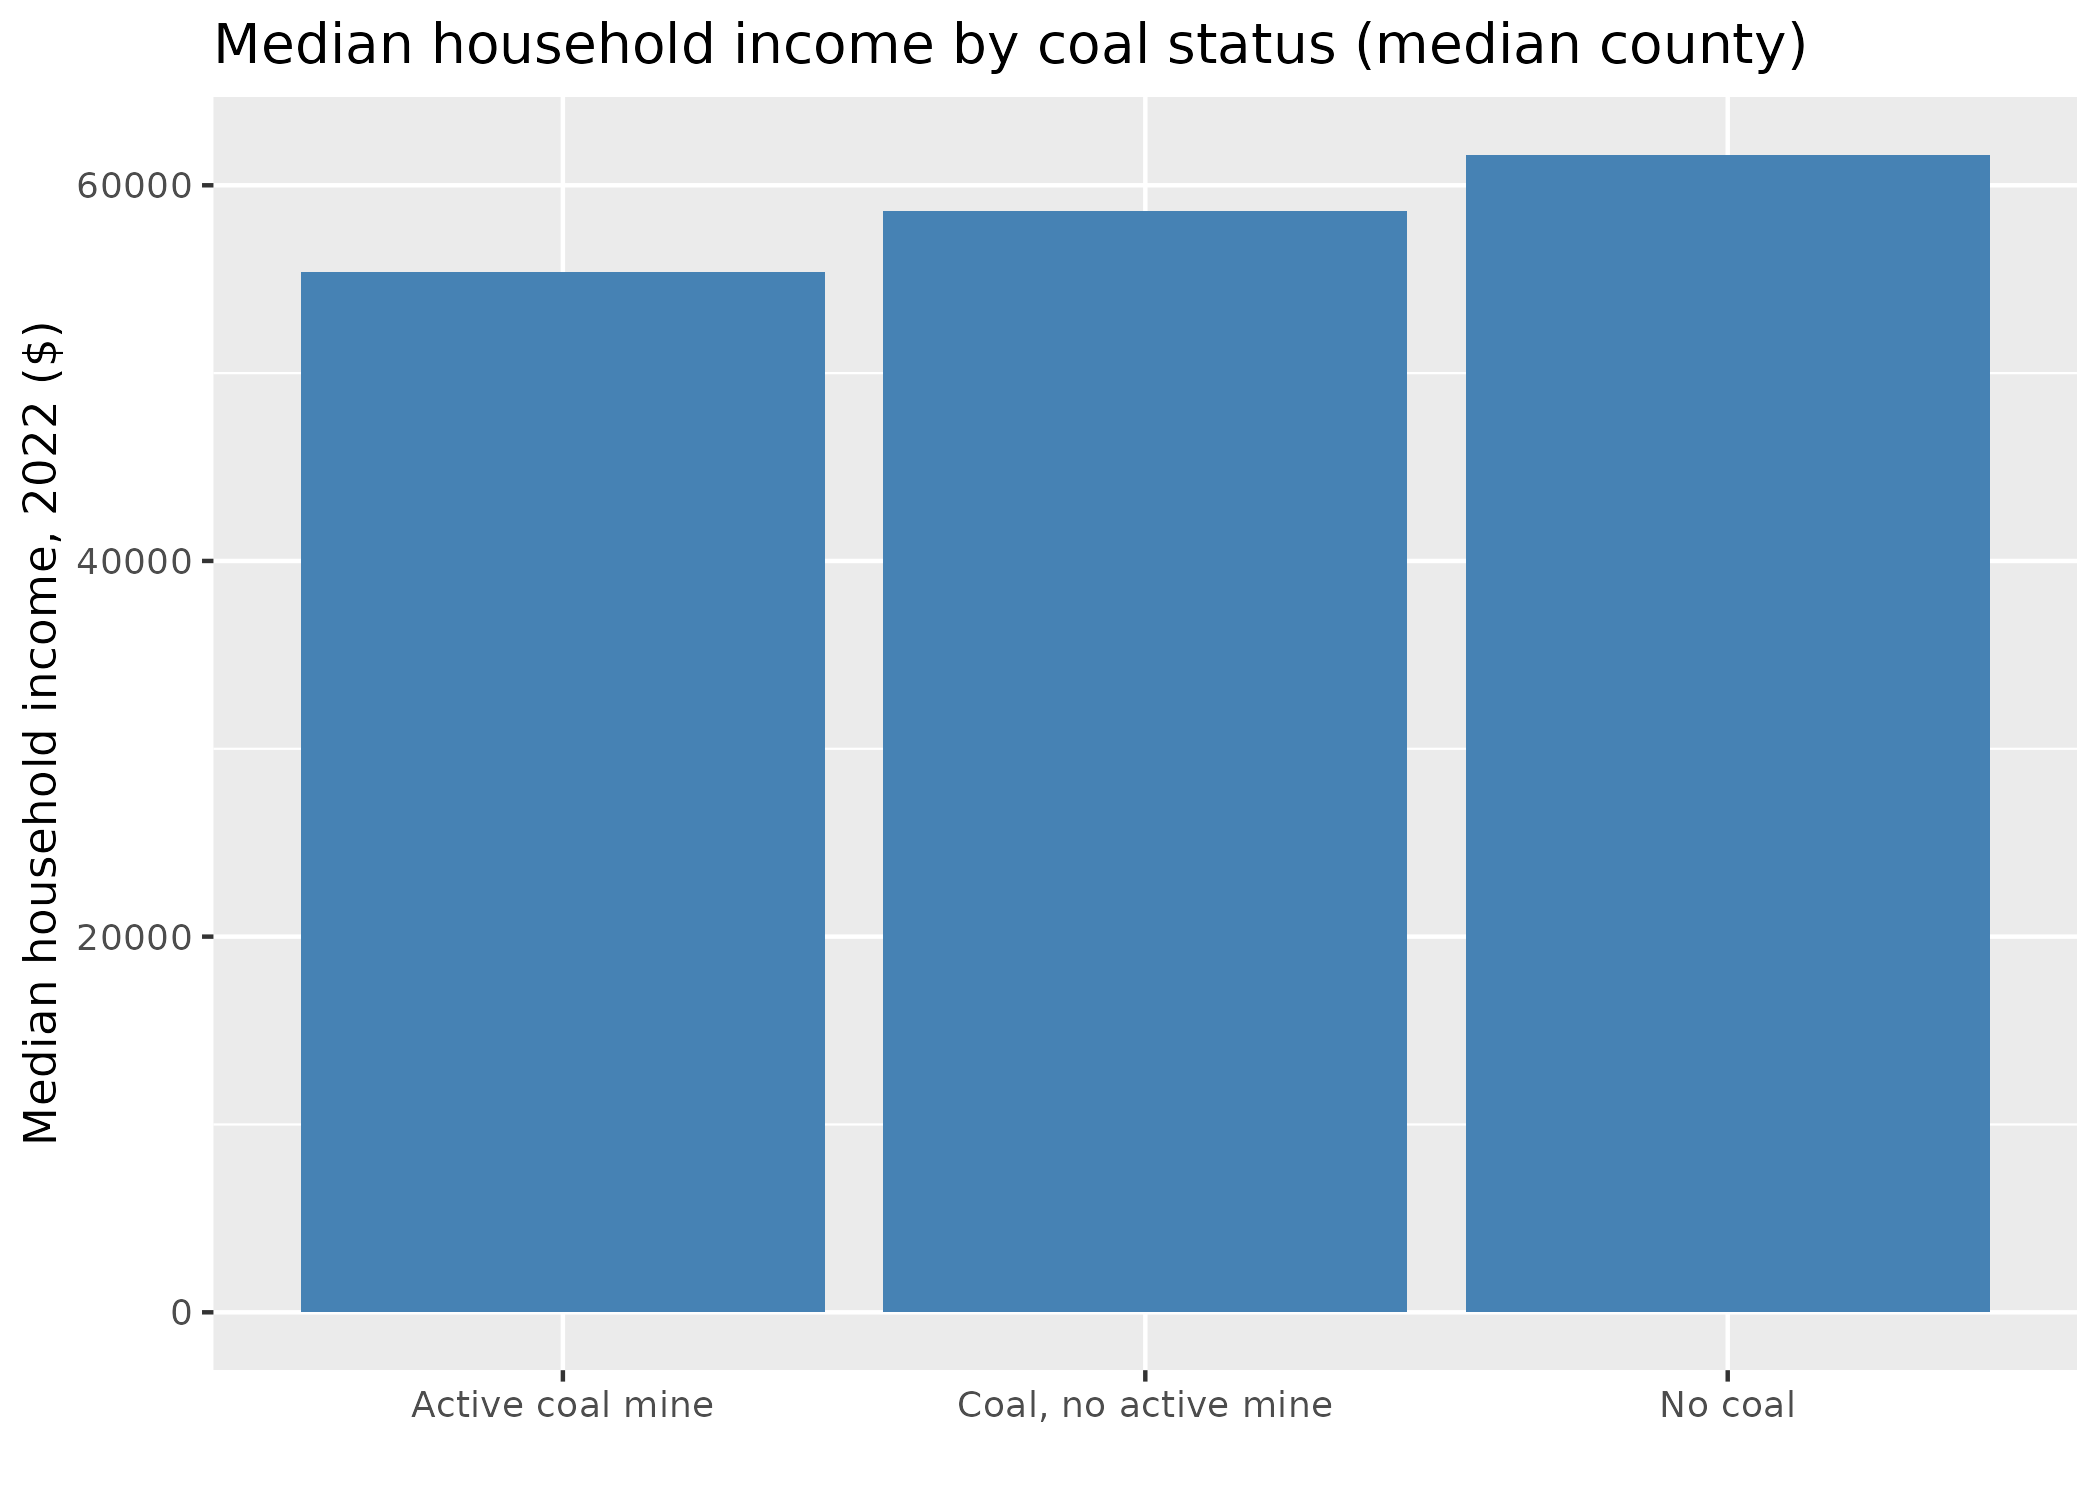 Median household income by coal status (median county)
Median household income, 2022 ($)
60000
40000
20000
0
Active coal mine
Coal, no active mine
No coal